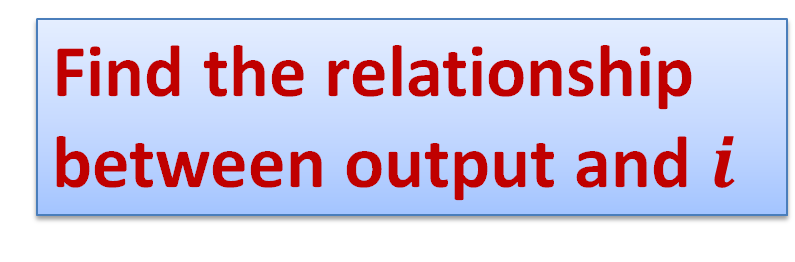 Find the relationship
between output and i